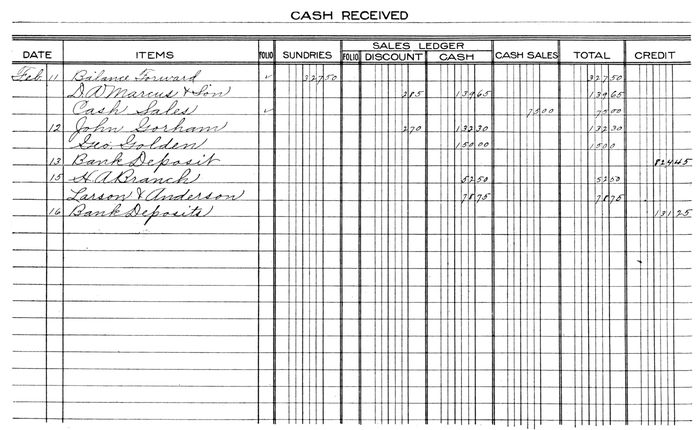 CASH RECEIVED
DATE ITEMS FOLIO SUNDRIES SALES LEDGER CASH SALES TOTAL CREDIT
FOLIO DISCOUNT CASH
Feb 11 Balance Forward ✓ 327 50 327 50
D.A. Marcus & Son 2 85 139 65 139 65
Cash Sales ✓ 75 00 75 00
12 John Gorham 2 70 132 30 132 30
Geo. Golden 150 00 150 0
13 Bank Deposit 824 45
15 H A Branch 52 50 52 50
Larson & Anderson 78 75 78 75
16 Bank Deposits 131 25